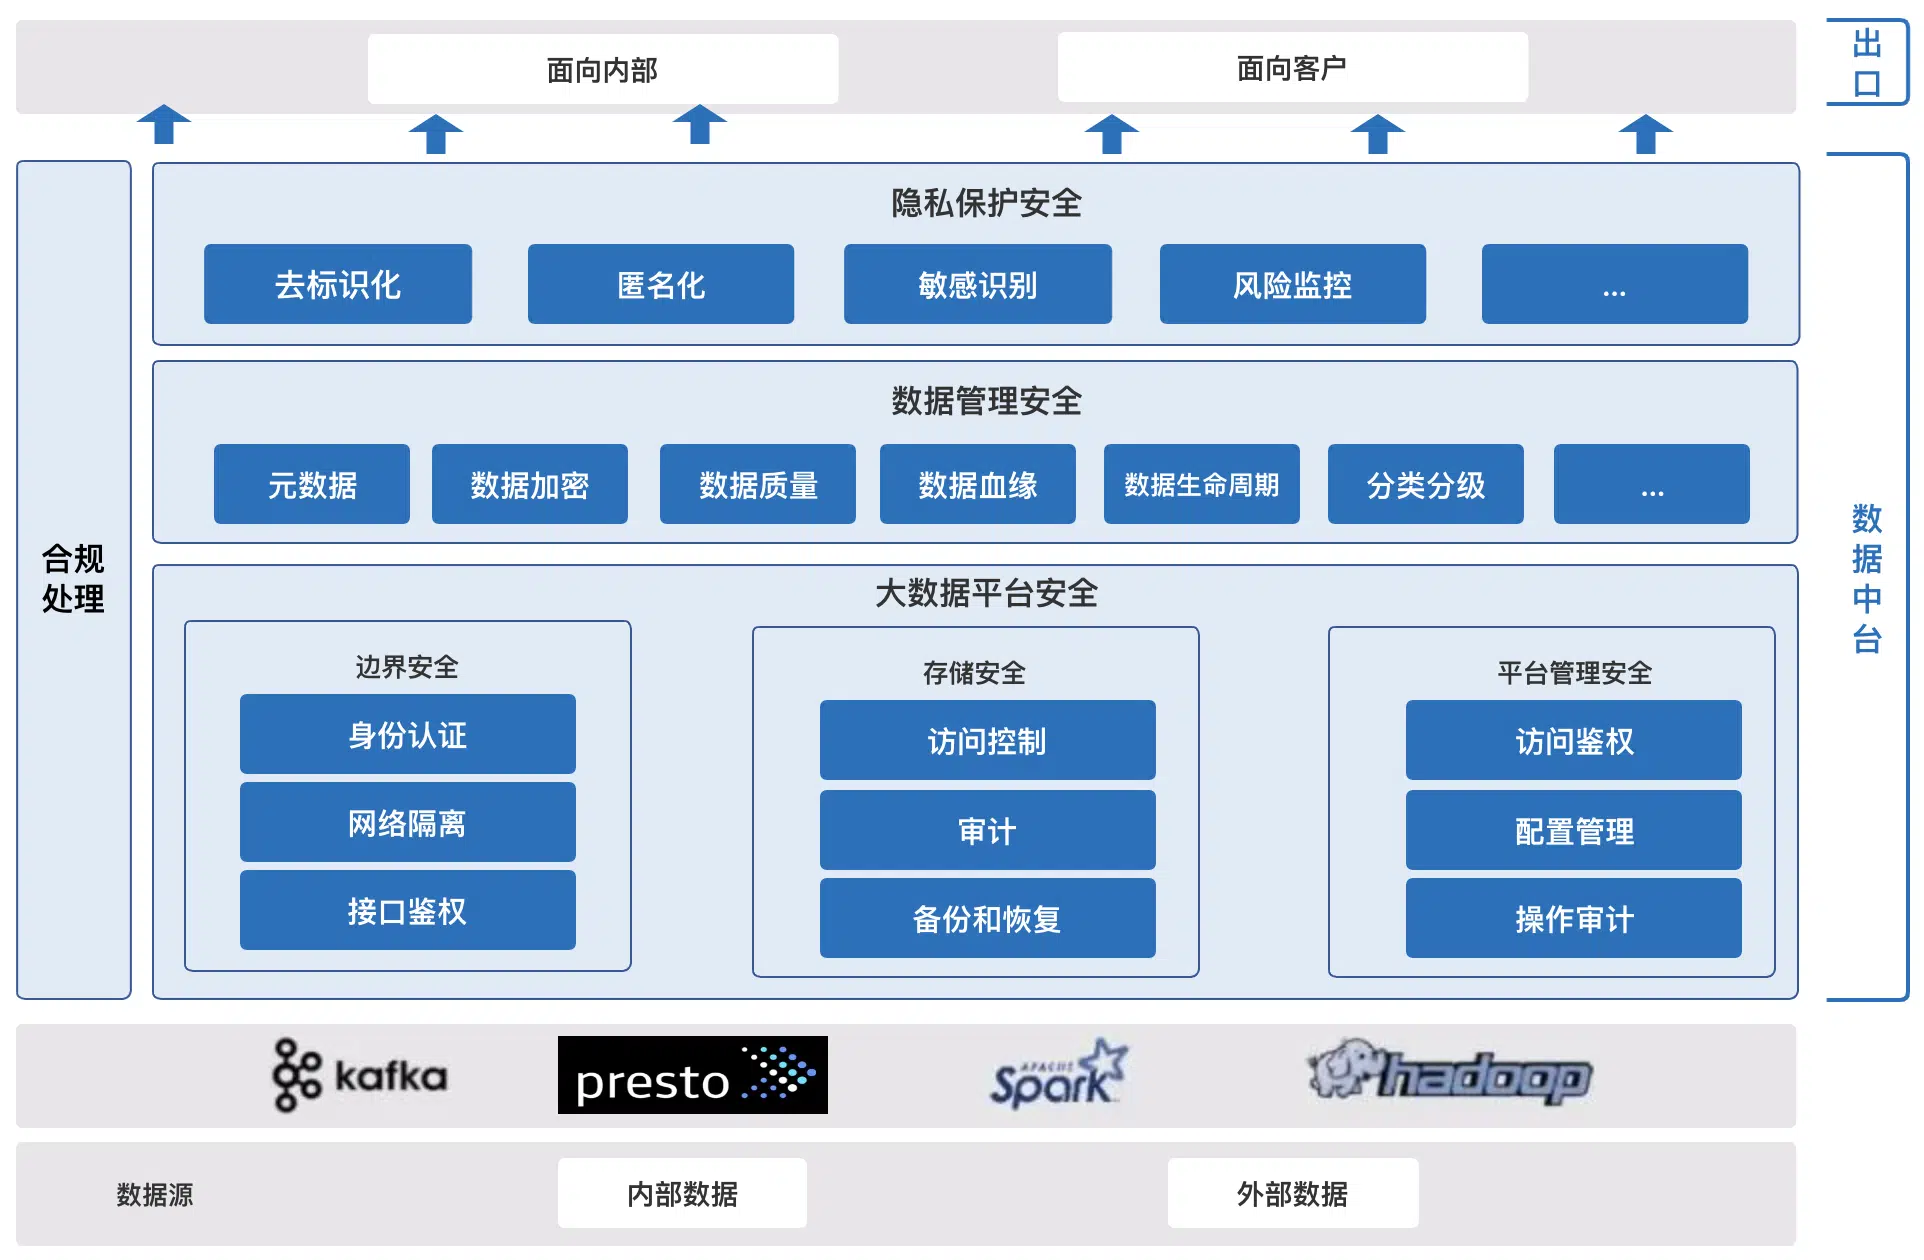 面向内部
面向客户
出
口
隐私保护安全
去标识化
匿名化
敏感识别
风险监控
...
数据管理安全
元数据
数据加密
数据质量
数据血缘
数据生命周期
分类分级
...
合规
处理
大数据平台安全
边界安全
身份认证
网络隔离
接口鉴权
存储安全
访问控制
审计
备份和恢复
平台管理安全
访问鉴权
配置管理
操作审计
数
据
中
台
kafka
presto
APACHE
Spark
hadoop
数据源
内部数据
外部数据